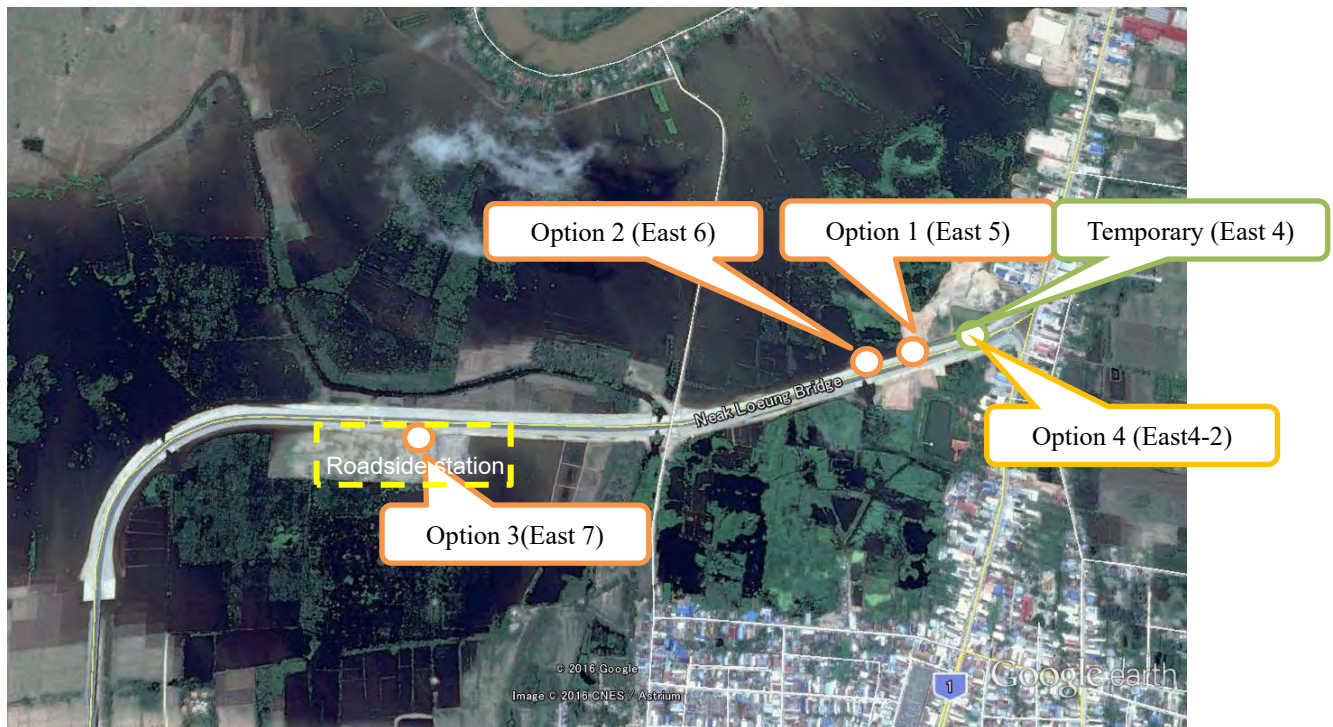 Option 2 (East 6)
Option 1 (East 5)
Temporary (East 4)
Neak Loeung Bridge
Option 4 (East4-2)
Roadside station
Option 3(East 7)
© 2016 Google
Image © 2016 CNES / Astrium
1
Google earth